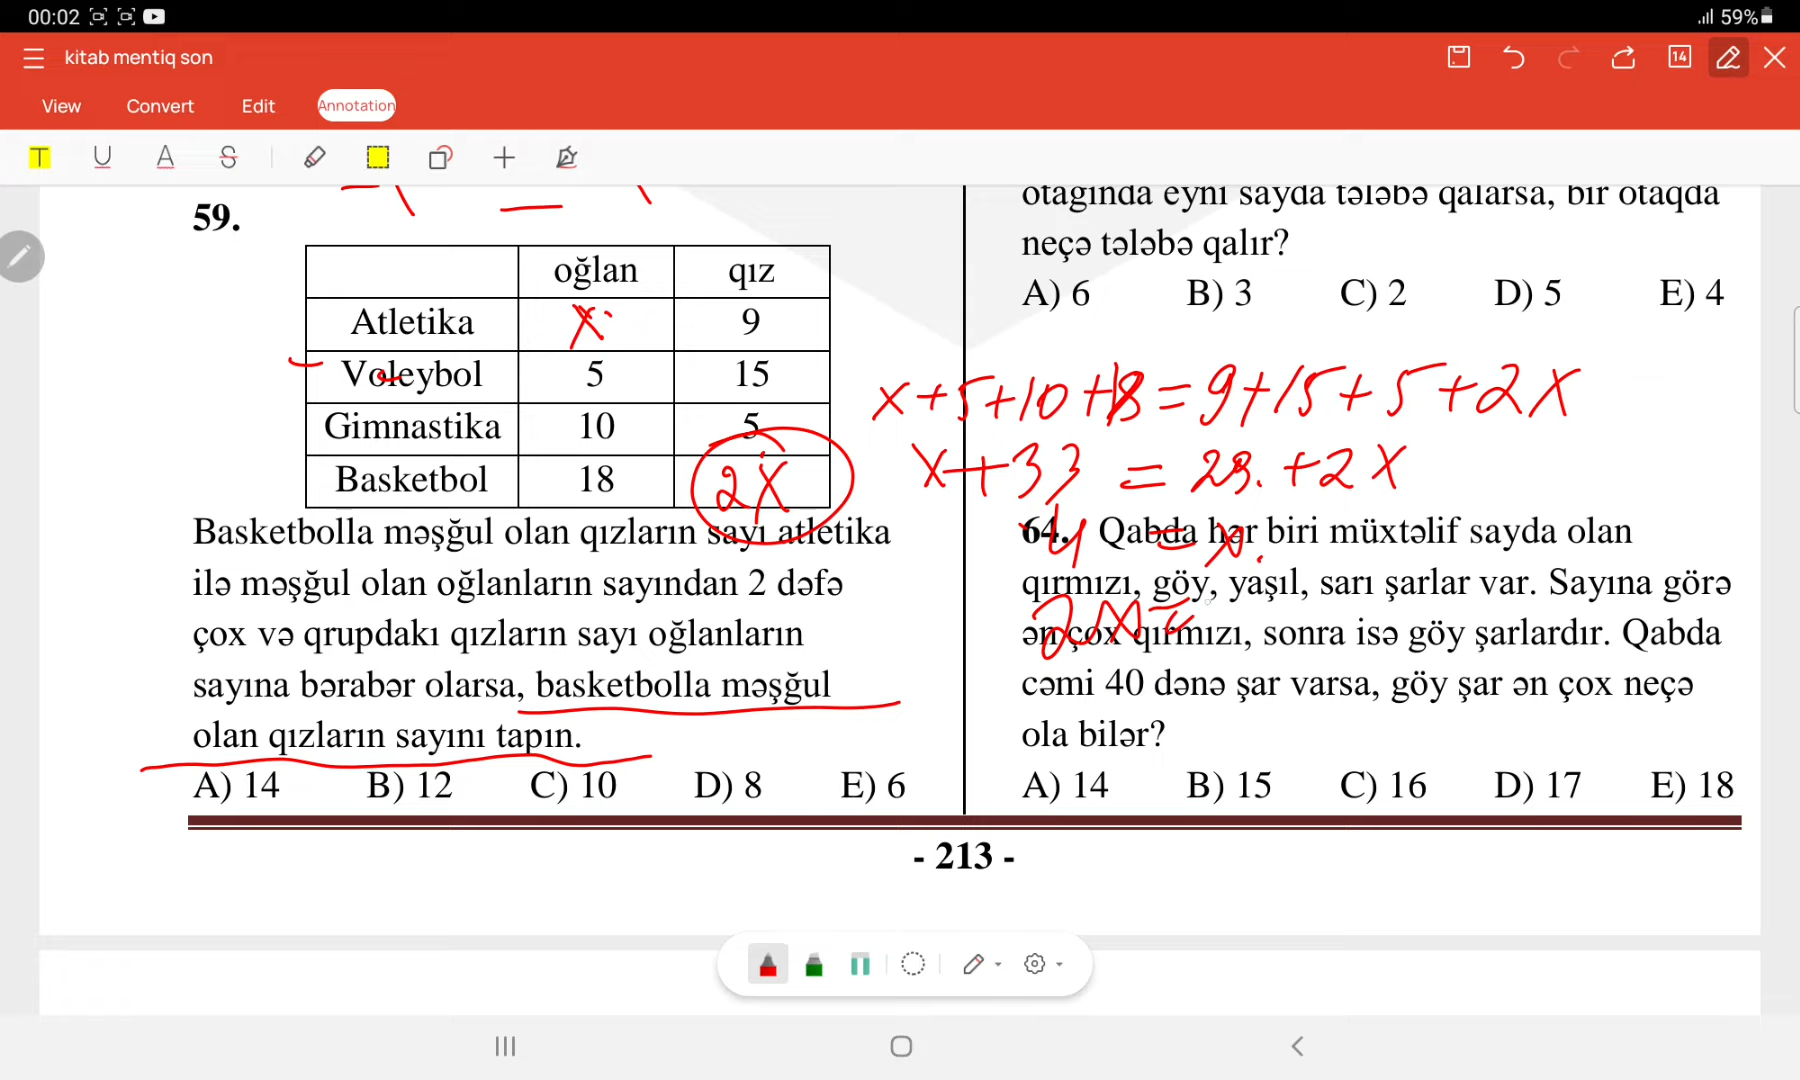 00:02
59%
kitab mentiq son
14
View Convert Edit Annotation
T U A S
59.
oğlan qız
Atletika x 9
Voleybol 5 15
Gimnastika 10 5
Basketbol 18 2x
Basketbolla məşğul olan qızların sayı atletika
ilə məşğul olan oğlanların sayından 2 dəfə
çox və qrupdakı qızların sayı oğlanların
sayına bərabər olarsa, basketbolla məşğul
olan qızların sayını tapın.
A) 14 B) 12 C) 10 D) 8 E) 6
otağında eyni sayda tələbə qalarsa, bir otaqda
neçə tələbə qalır?
A) 6 B) 3 C) 2 D) 5 E) 4
x+5+10+18=9+15+5+2x
x+33 = 29. +2x
4 = x.
2x=
64. Qabda hər biri müxtəlif sayda olan
qırmızı, göy, yaşıl, sarı şarlar var. Sayına görə
ən çox qırmızı, sonra isə göy şarlardır. Qabda
cəmi 40 dənə şar varsa, göy şar ən çox neçə
ola bilər?
A) 14 B) 15 C) 16 D) 17 E) 18
- 213 -